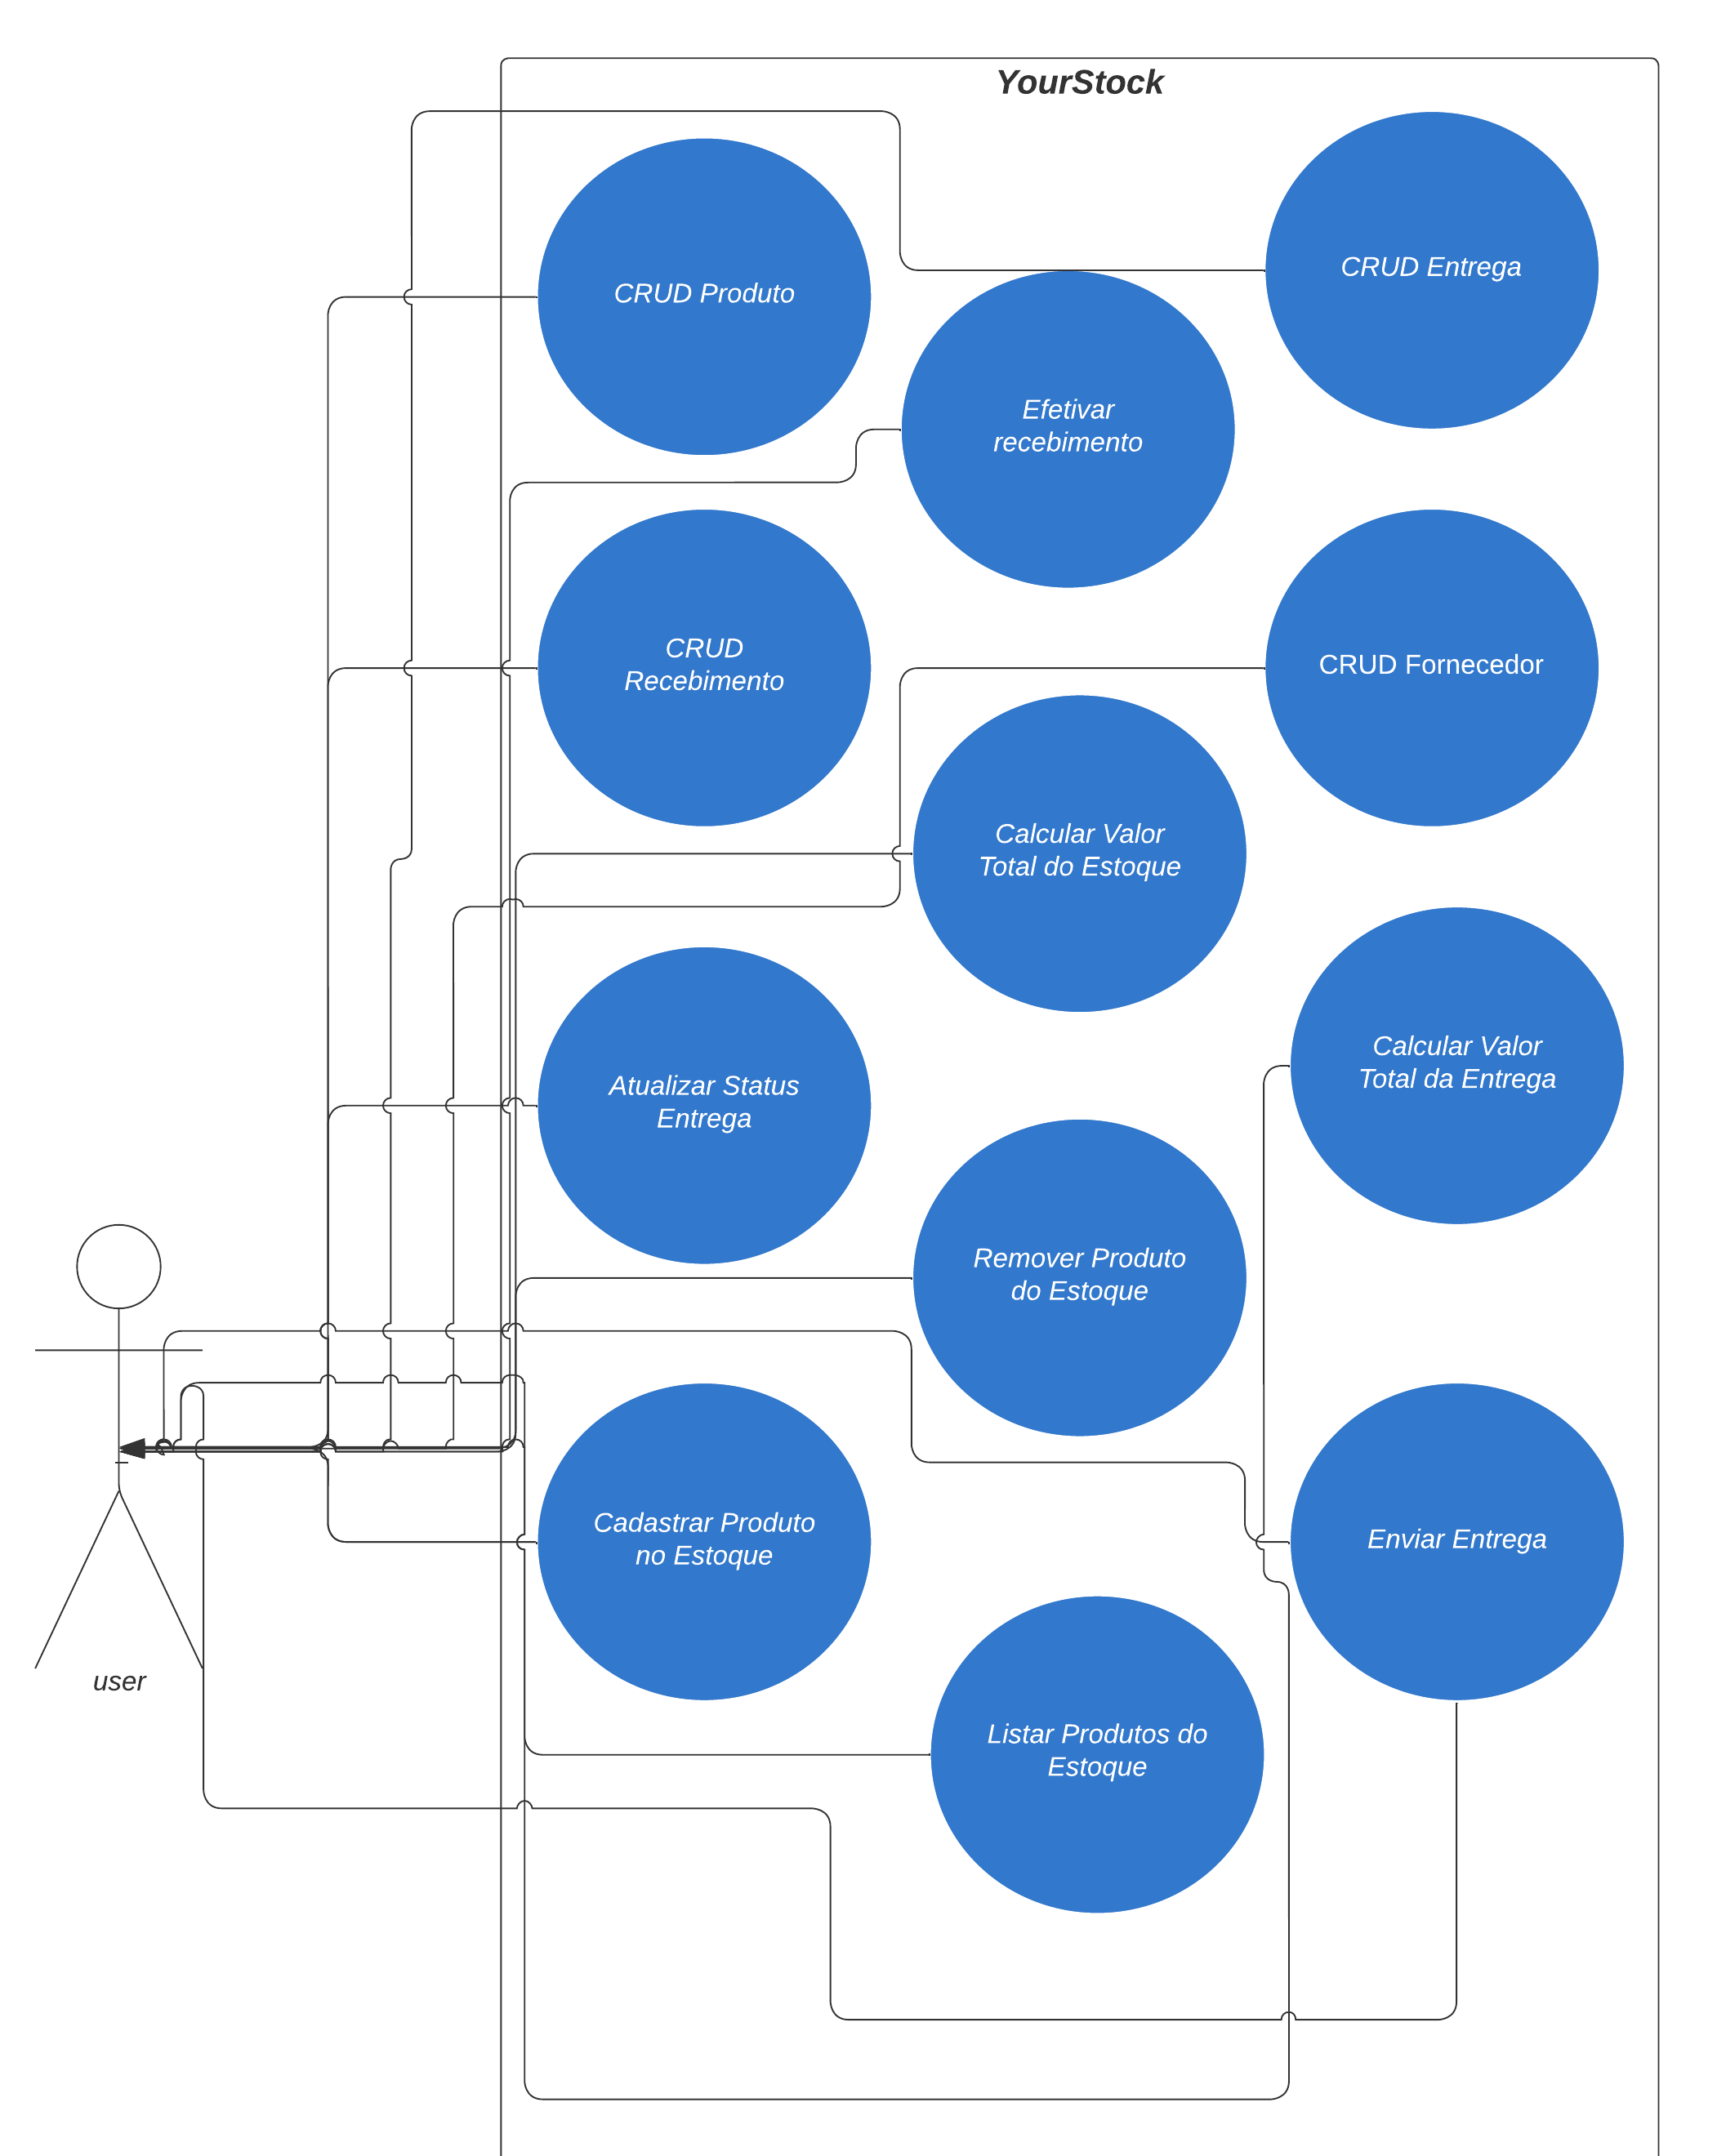 YourStock
CRUD Entrega
CRUD Produto
Efetivar
recebimento
CRUD
Recebimento
CRUD Fornecedor
Calcular Valor
Total do Estoque
Calcular Valor
Total da Entrega
Atualizar Status
Entrega
Remover Produto
do Estoque
Cadastrar Produto
no Estoque
Enviar Entrega
user
Listar Produtos do
Estoque